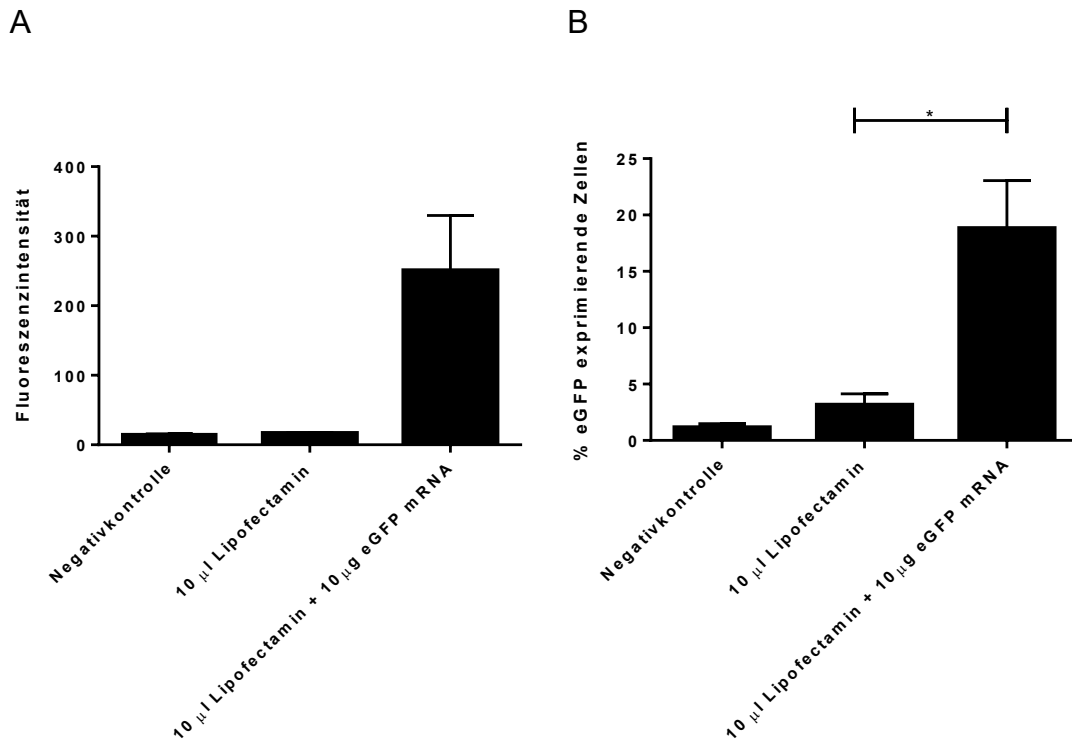 A
Fluoreszenzintensität
400
300
200
100
0
Negativkontrolle
10 µl Lipofectamin
10 µl Lipofectamin + 10 µg eGFP mRNA
B
*
% eGFP exprimierende Zellen
25
20
15
10
5
0
Negativkontrolle
10 µl Lipofectamin
10 µl Lipofectamin + 10 µg eGFP mRNA